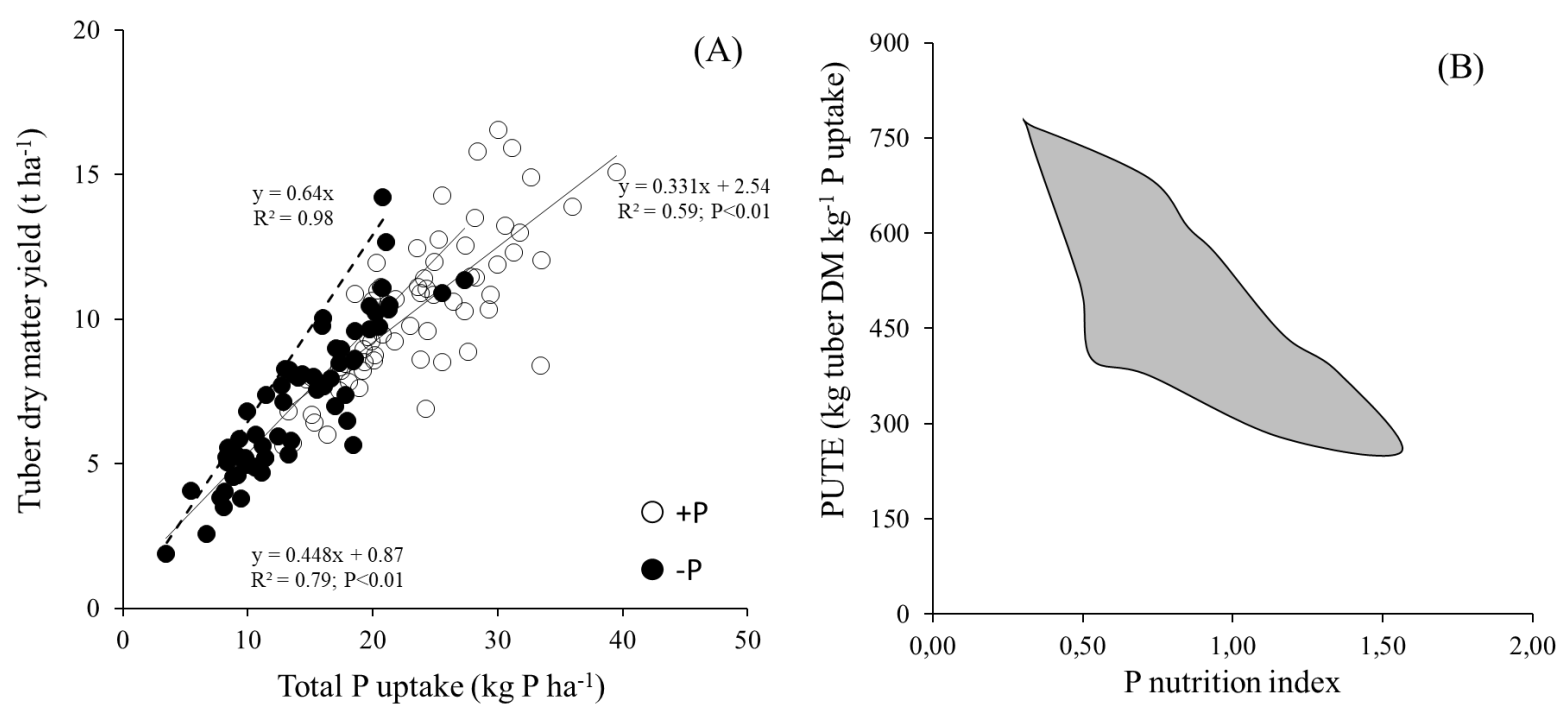 (A)
20
15
10
5
0
Tuber dry matter yield (t ha-1)
y = 0.64x
R² = 0.98
y = 0.331x + 2.54
R² = 0.59; P<0.01
+P
-P
y = 0.448x + 0.87
R² = 0.79; P<0.01
0 10 20 30 40 50
Total P uptake (kg P ha-1)
(B)
900
750
600
450
300
150
0
PUTE (kg tuber DM kg-1 P uptake)
0,00 0,50 1,00 1,50 2,00
P nutrition index